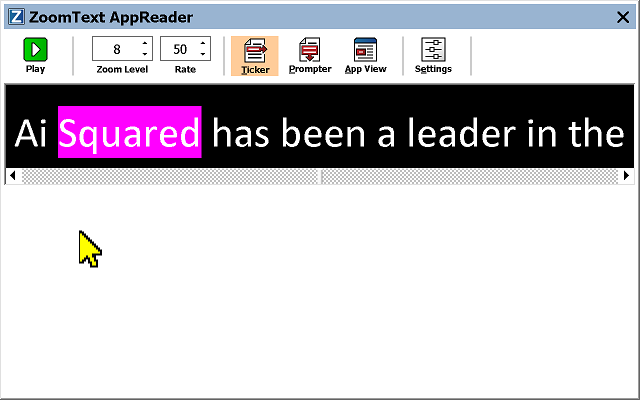 ZoomText AppReader
8 50
Play Zoom Level Rate Ticker Prompter App View Settings
Ai Squared has been a leader in the